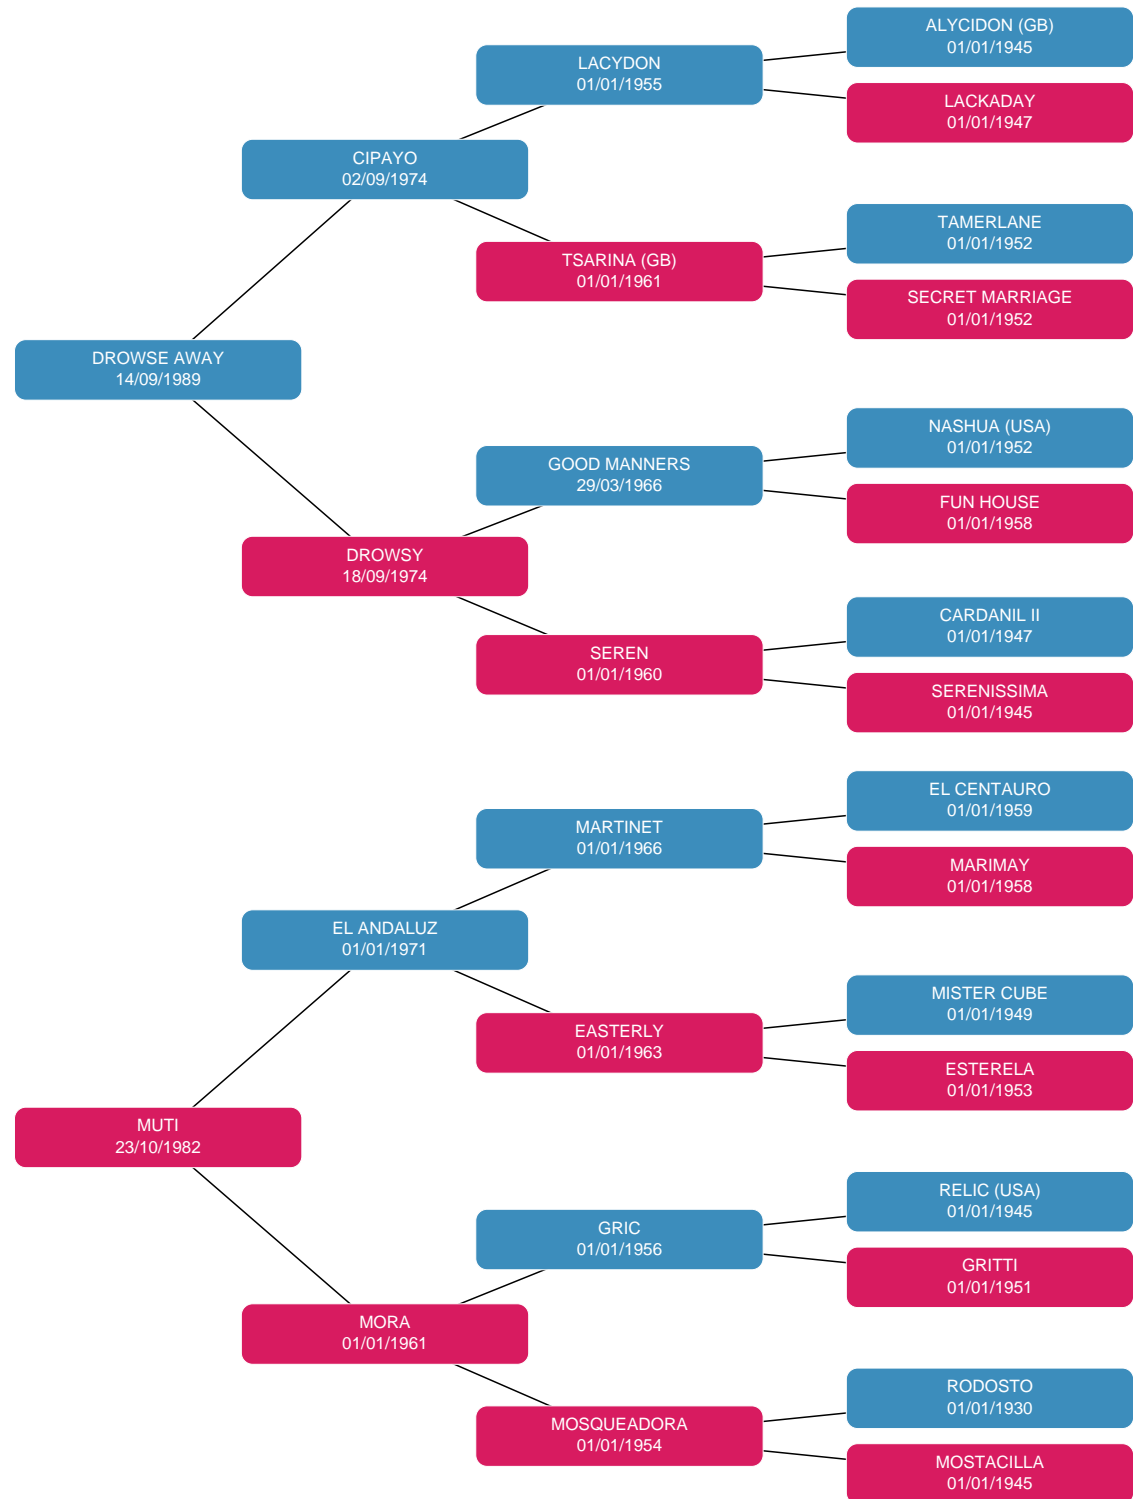 ALYCIDON (GB)
01/01/1945
LACYDON
01/01/1955
LACKADAY
01/01/1947
CIPAYO
02/09/1974
TAMERLANE
01/01/1952
TSARINA (GB)
01/01/1961
SECRET MARRIAGE
01/01/1952
DROWSE AWAY
14/09/1989
NASHUA (USA)
01/01/1952
GOOD MANNERS
29/03/1966
FUN HOUSE
01/01/1958
DROWSY
18/09/1974
CARDANIL II
01/01/1947
SEREN
01/01/1960
SERENISSIMA
01/01/1945
EL CENTAURO
01/01/1959
MARTINET
01/01/1966
MARIMAY
01/01/1958
EL ANDALUZ
01/01/1971
MISTER CUBE
01/01/1949
EASTERLY
01/01/1963
ESTERELA
01/01/1953
MUTI
23/10/1982
RELIC (USA)
01/01/1945
GRIC
01/01/1956
GRITTI
01/01/1951
MORA
01/01/1961
RODOSTO
01/01/1930
MOSQUEADORA
01/01/1954
MOSTACILLA
01/01/1945